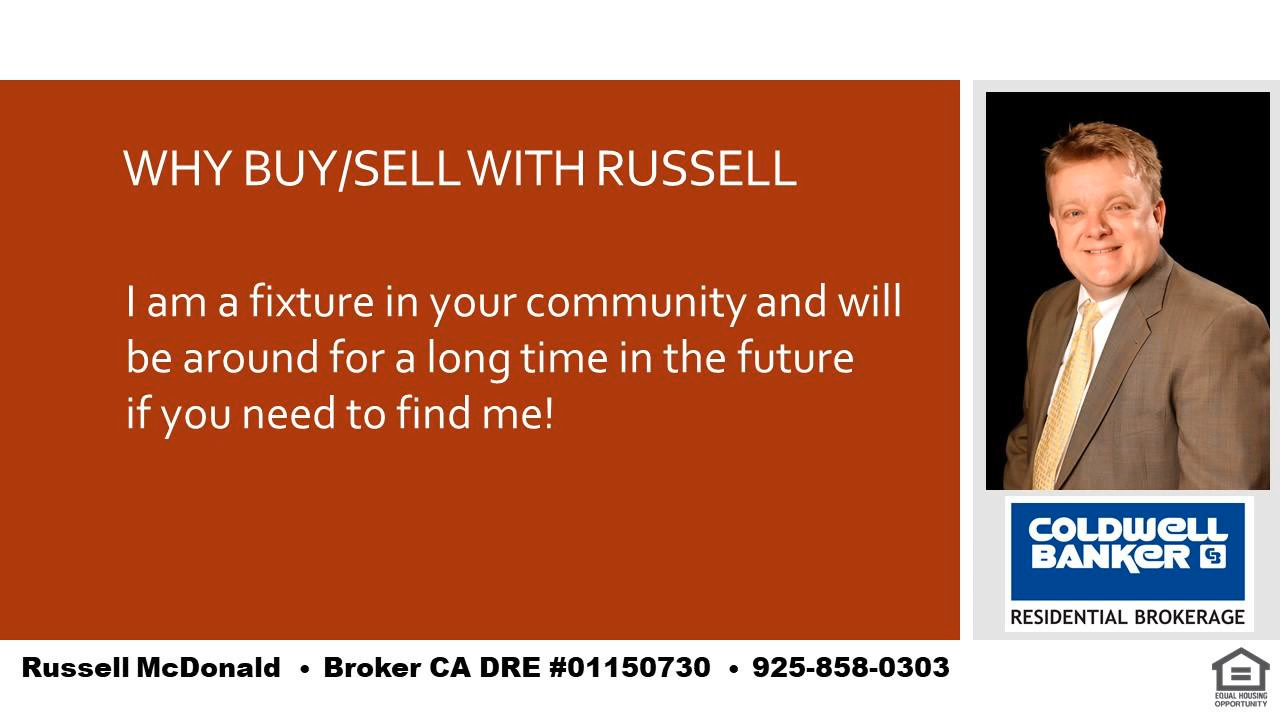 WHY BUY/SELL WITH RUSSELL
I am a fixture in your community and will
be around for a long time in the future
if you need to find me!
COLDWELL
BANKER CB
RESIDENTIAL BROKERAGE
Russell McDonald • Broker CA DRE #01150730 • 925-858-0303
EQUAL HOUSING
OPPORTUNITY